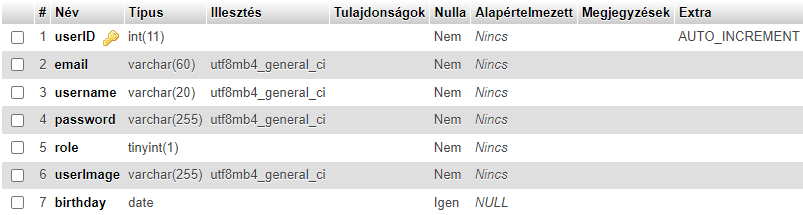 # Név Típus Illesztés Tulajdonságok Nulla Alapértelmezett Megjegyzések Extra
1 userID int(11) Nem Nincs AUTO_INCREMENT
2 email varchar(60) utf8mb4_general_ci Nem Nincs
3 username varchar(20) utf8mb4_general_ci Nem Nincs
4 password varchar(255) utf8mb4_general_ci Nem Nincs
5 role tinyint(1) Nem Nincs
6 userImage varchar(255) utf8mb4_general_ci Nem Nincs
7 birthday date Igen NULL